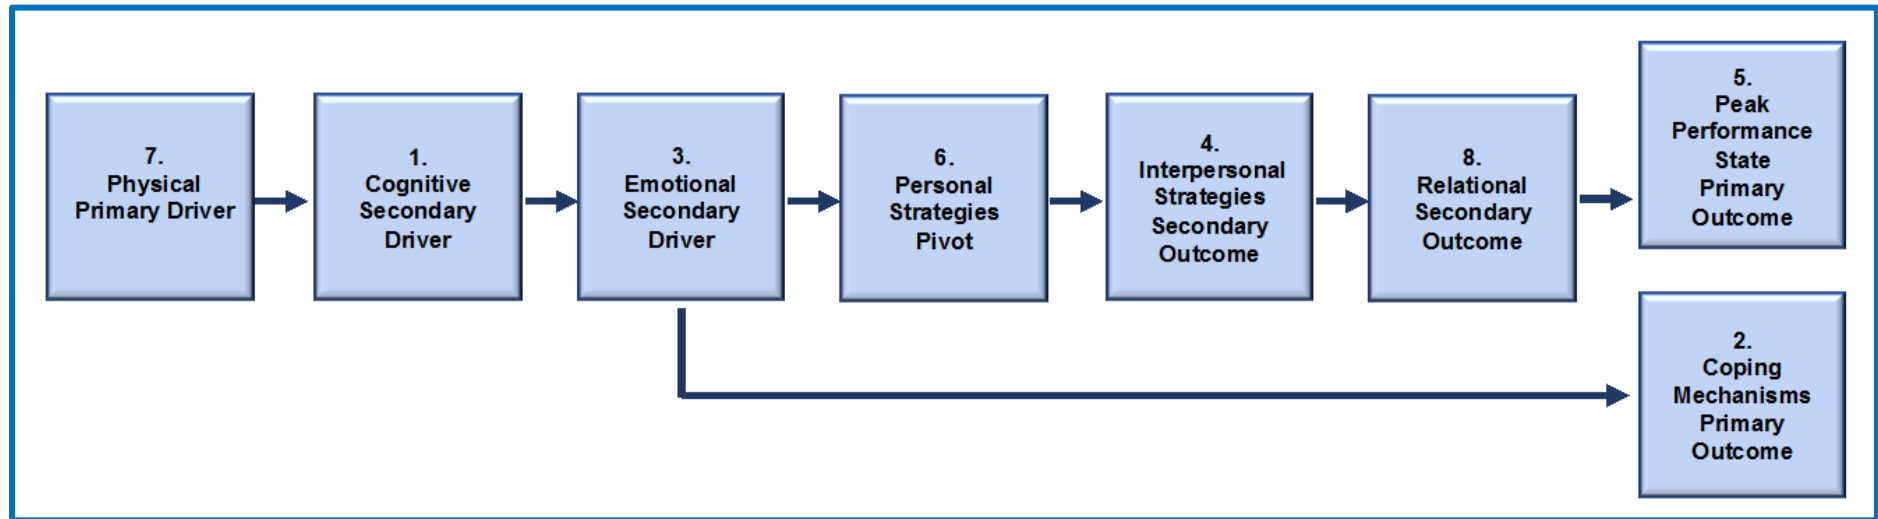 7.
Physical
Primary Driver
1.
Cognitive
Secondary
Driver
3.
Emotional
Secondary
Driver
6.
Personal
Strategies
Pivot
4.
Interpersonal
Strategies
Secondary
Outcome
8.
Relational
Secondary
Outcome
5.
Peak
Performance
State
Primary
Outcome
2.
Coping
Mechanisms
Primary
Outcome